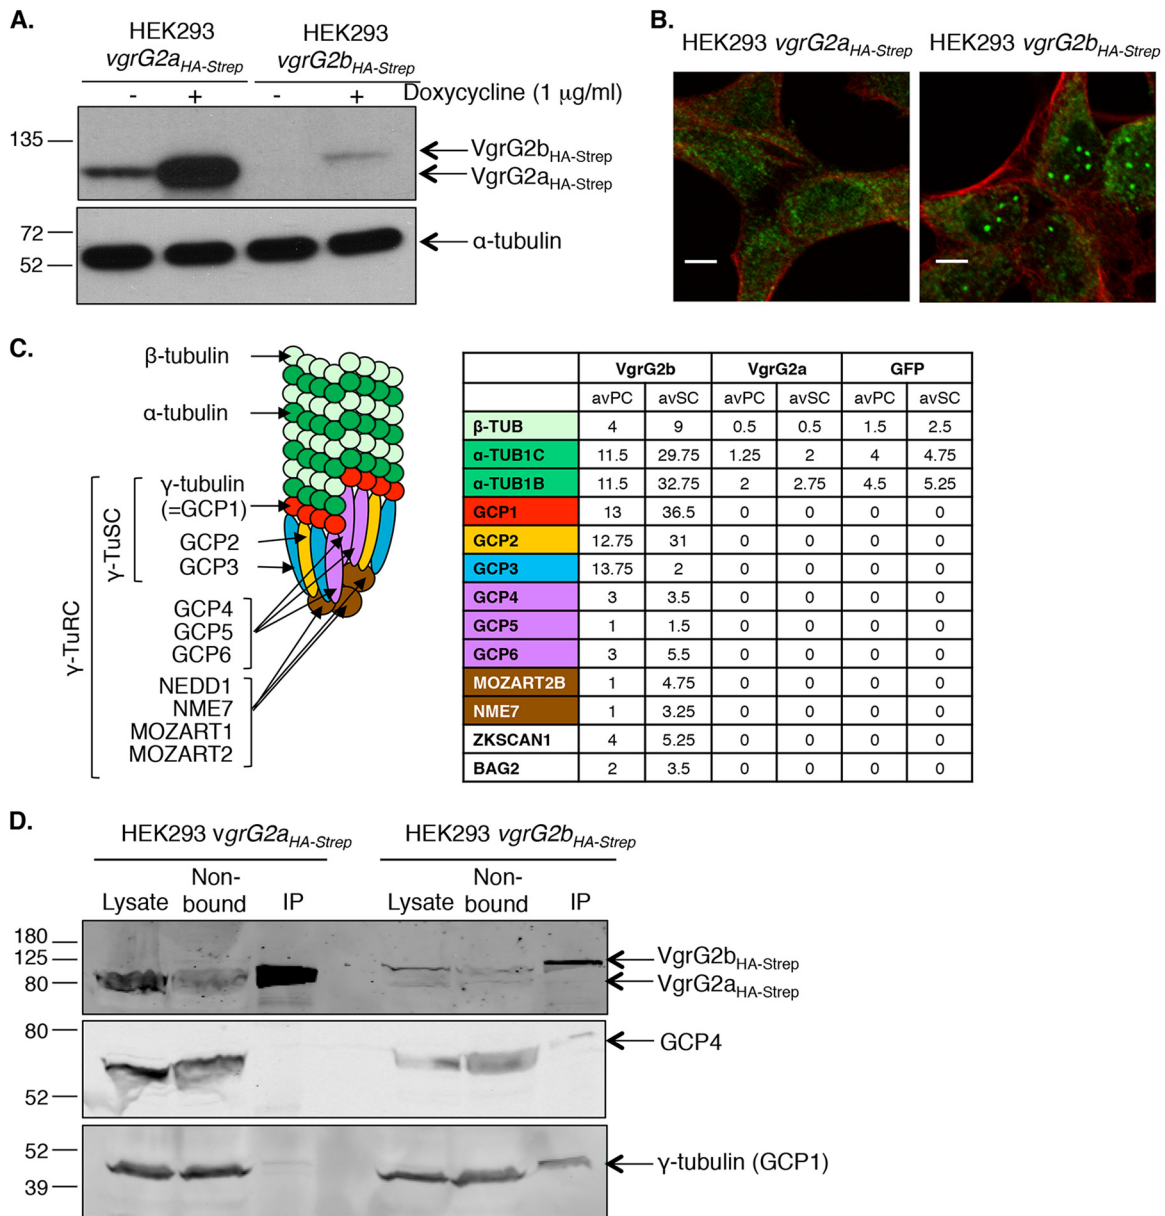 A.
HEK293 vgrG2aHA-Strep
HEK293 vgrG2bHA-Strep
- + - + Doxycycline (1 μg/ml)
135
VgrG2bHA-Strep
VgrG2aHA-Strep
72
52
α-tubulin
B.
HEK293 vgrG2aHA-Strep HEK293 vgrG2bHA-Strep
C.
β-tubulin
α-tubulin
γ-tubulin
(=GCP1)
GCP2
GCP3
γ-TuSC
GCP4
GCP5
GCP6
γ-TuRC
NEDD1
NME7
MOZART1
MOZART2
VgrG2b VgrG2a GFP
avPC avSC avPC avSC avPC avSC
β-TUB 4 9 0.5 0.5 1.5 2.5
α-TUB1C 11.5 29.75 1.25 2 4 4.75
α-TUB1B 11.5 32.75 2 2.75 4.5 5.25
GCP1 13 36.5 0 0 0 0
GCP2 12.75 31 0 0 0 0
GCP3 13.75 2 0 0 0 0
GCP4 3 3.5 0 0 0 0
GCP5 1 1.5 0 0 0 0
GCP6 3 5.5 0 0 0 0
MOZART2B 1 4.75 0 0 0 0
NME7 1 3.25 0 0 0 0
ZKSCAN1 4 5.25 0 0 0 0
BAG2 2 3.5 0 0 0 0
D.
HEK293 vgrG2aHA-Strep HEK293 vgrG2bHA-Strep
Lysate Non-bound IP Lysate Non-bound IP
180
125
80
VgrG2bHA-Strep
VgrG2aHA-Strep
80
52
GCP4
52
39
γ-tubulin (GCP1)